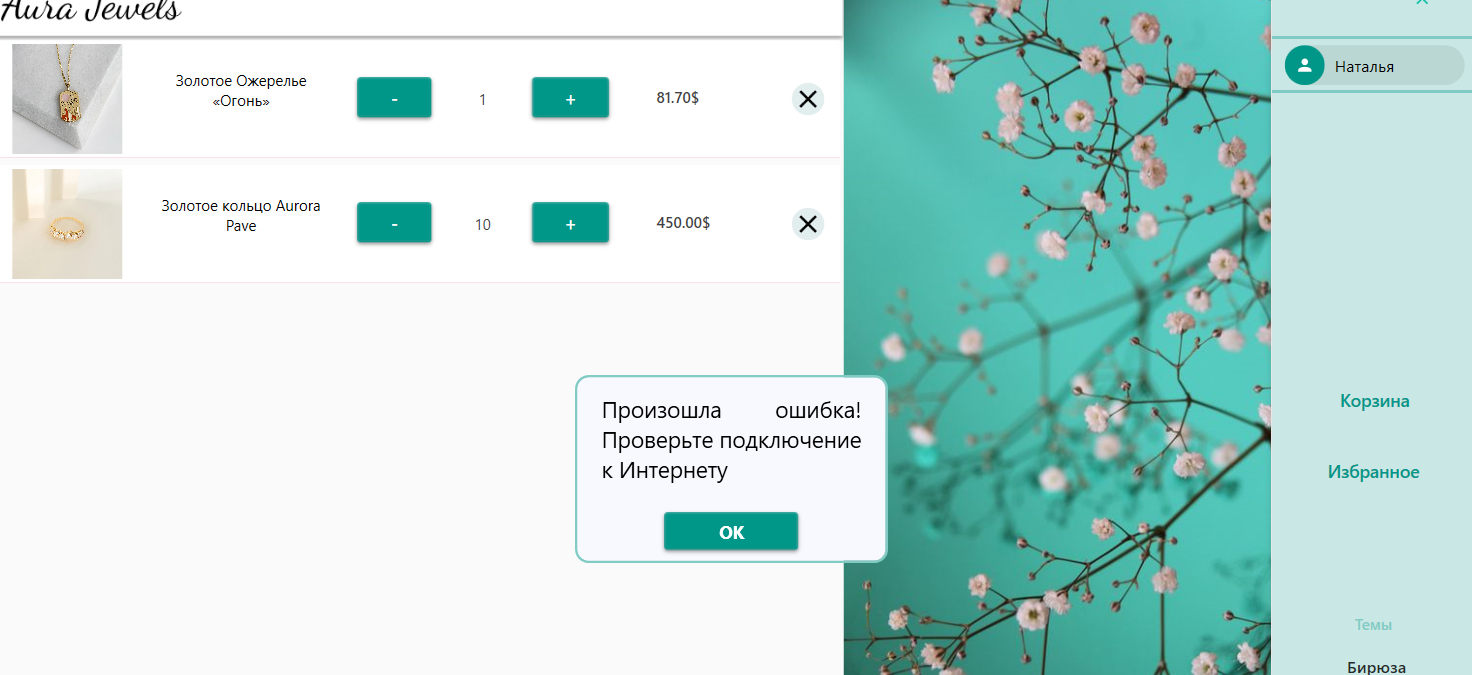 Aura Jewels
Золотое Ожерелье
«Огонь»
-
1
+
81.70$
Золотое кольцо Aurora
Pave
-
10
+
450.00$
Произошла ошибка!
Проверьте подключение
к Интернету
OK
Наталья
Корзина
Избранное
Темы
Бирюза